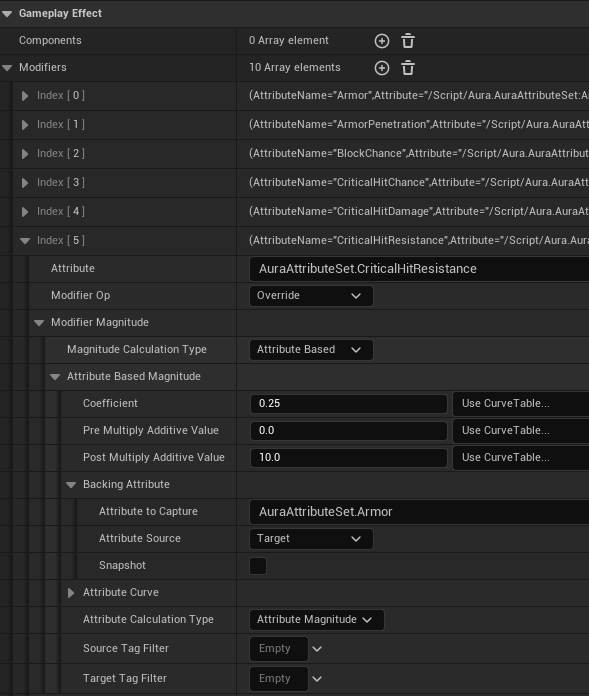 Gameplay Effect
Components 0 Array element
Modifiers 10 Array elements
Index [ 0 ] (AttributeName="Armor",Attribute="/Script/Aura.AuraAttributeSet:A
Index [ 1 ] (AttributeName="ArmorPenetration",Attribute="/Script/Aura.AuraAtt
Index [ 2 ] (AttributeName="BlockChance",Attribute="/Script/Aura.AuraAttribut
Index [ 3 ] (AttributeName="CriticalHitChance",Attribute="/Script/Aura.AuraAtt
Index [ 4 ] (AttributeName="CriticalHitDamage",Attribute="/Script/Aura.AuraAtt
Index [ 5 ] (AttributeName="CriticalHitResistance",Attribute="/Script/Aura.Aura
Attribute AuraAttributeSet.CriticalHitResistance
Modifier Op Override
Modifier Magnitude
Magnitude Calculation Type Attribute Based
Attribute Based Magnitude
Coefficient 0.25 Use CurveTable...
Pre Multiply Additive Value 0.0 Use CurveTable...
Post Multiply Additive Value 10.0 Use CurveTable...
Backing Attribute
Attribute to Capture AuraAttributeSet.Armor
Attribute Source Target
Snapshot
Attribute Curve
Attribute Calculation Type Attribute Magnitude
Source Tag Filter Empty
Target Tag Filter Empty